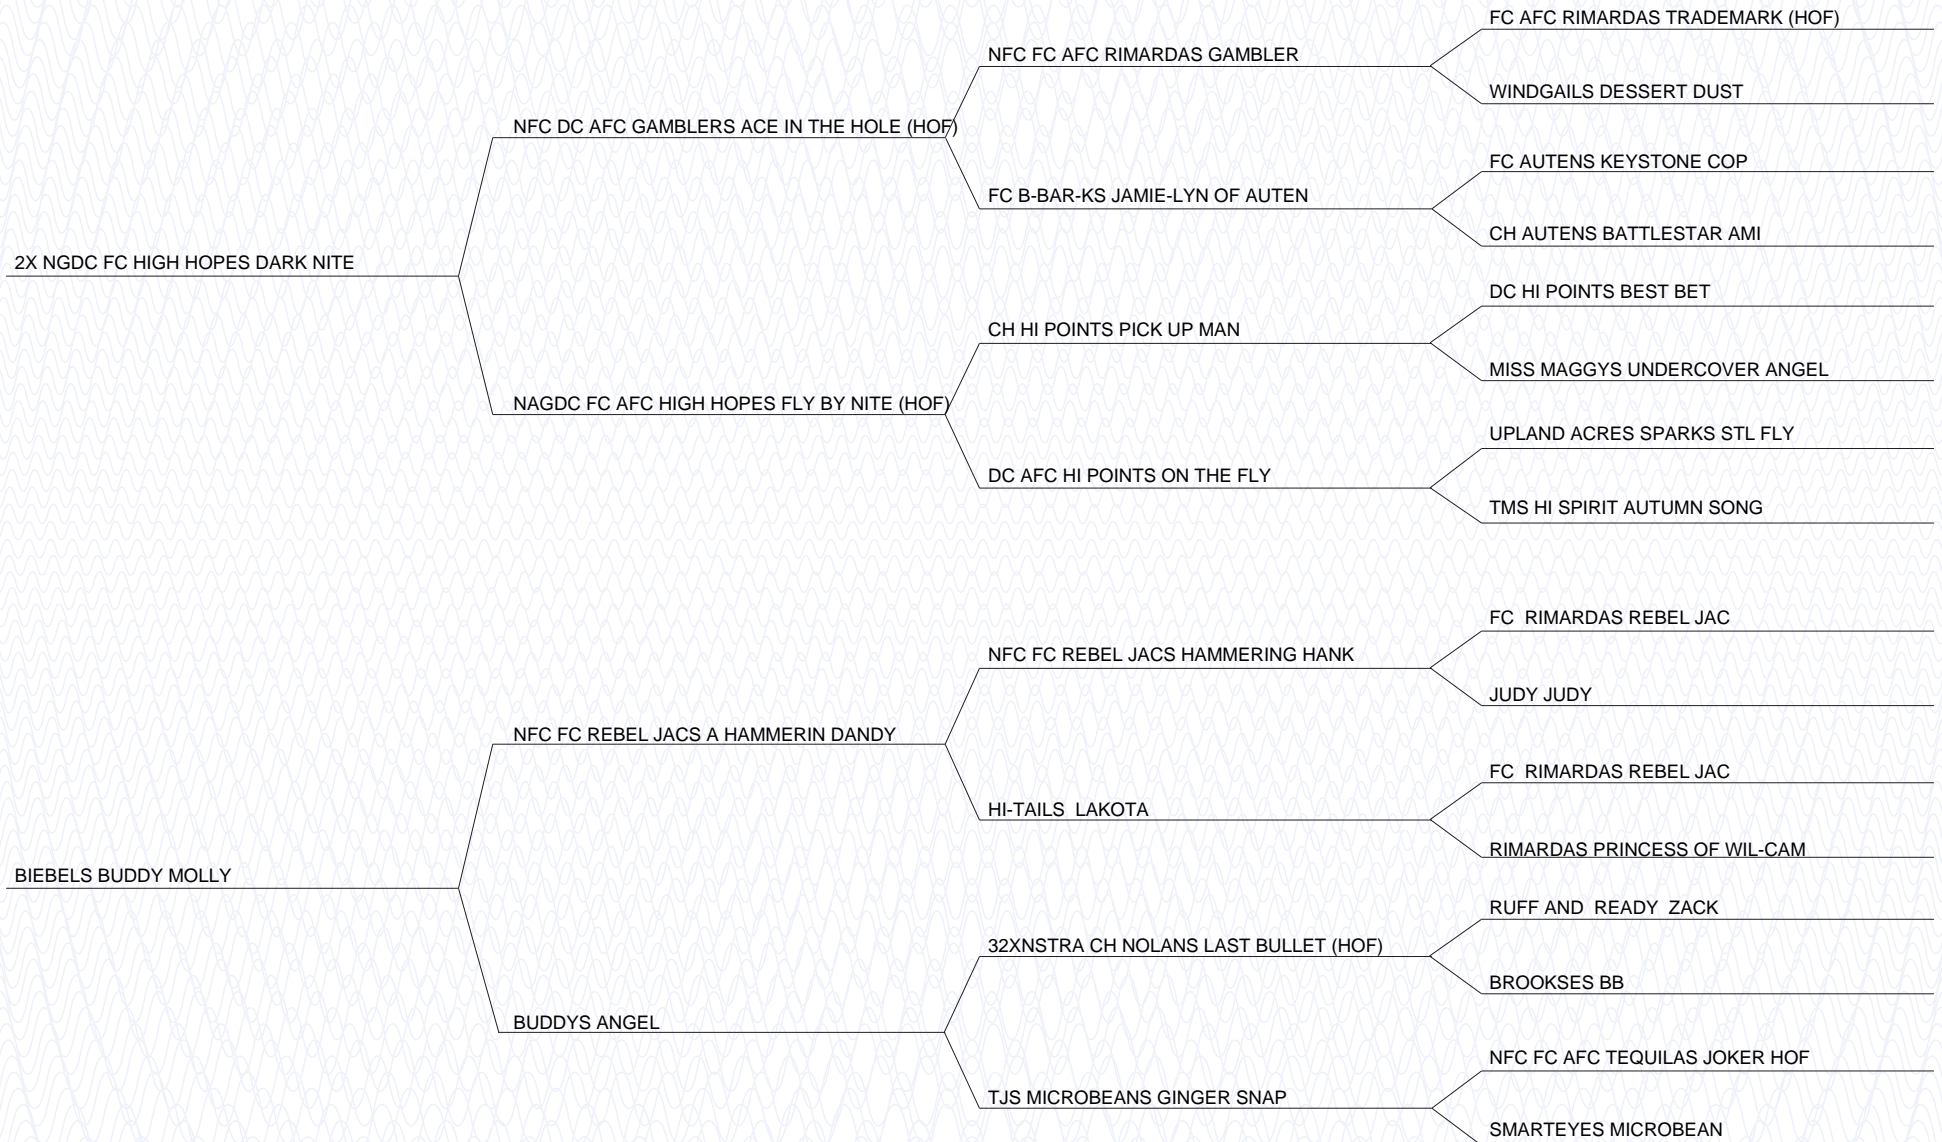 FC AFC RIMARDAS TRADEMARK (HOF)
NFC FC AFC RIMARDAS GAMBLER
WINDGAILS DESSERT DUST
NFC DC AFC GAMBLERS ACE IN THE HOLE (HOF)
FC AUTENS KEYSTONE COP
FC B-BAR-KS JAMIE-LYN OF AUTEN
CH AUTENS BATTLESTAR AMI
2X NGDC FC HIGH HOPES DARK NITE
DC HI POINTS BEST BET
CH HI POINTS PICK UP MAN
MISS MAGGYS UNDERCOVER ANGEL
NAGDC FC AFC HIGH HOPES FLY BY NITE (HOF)
UPLAND ACRES SPARKS STL FLY
DC AFC HI POINTS ON THE FLY
TMS HI SPIRIT AUTUMN SONG
FC  RIMARDAS REBEL JAC
NFC FC REBEL JACS HAMMERING HANK
JUDY JUDY
NFC FC REBEL JACS A HAMMERIN DANDY
FC  RIMARDAS REBEL JAC
HI-TAILS  LAKOTA
RIMARDAS PRINCESS OF WIL-CAM
BIEBELS BUDDY MOLLY
RUFF AND  READY  ZACK
32XNSTRA CH NOLANS LAST BULLET (HOF)
BROOKSES BB
BUDDYS ANGEL
NFC FC AFC TEQUILAS JOKER HOF
TJS MICROBEANS GINGER SNAP
SMARTEYES MICROBEAN